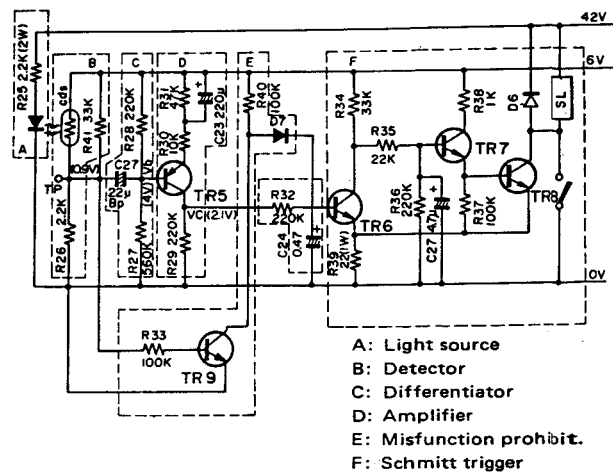 42V
6V
0V
R25 2.2K(2W)
A
cds
B
R41 33K
(0.9V)
TP
2.2K
R26
C
R28 220K
C27
22μ
Bp
Vb
(4V)
R27
560K
D
R31
47K
C23 220μ
R30
10K
TR5
VC1(2.1V)
R29 220K
E
R40
100K
D7
R32
220K
C24
0.47
R33
100K
TR9
F
R34
33K
R35
22K
R38
1K
TR7
D6
SL
TR6
R36
220K
C27 47μ
R37
100K
TR8
R39
22(1W)
A: Light source
B: Detector
C: Differentiator
D: Amplifier
E: Misfunction prohibit.
F: Schmitt trigger